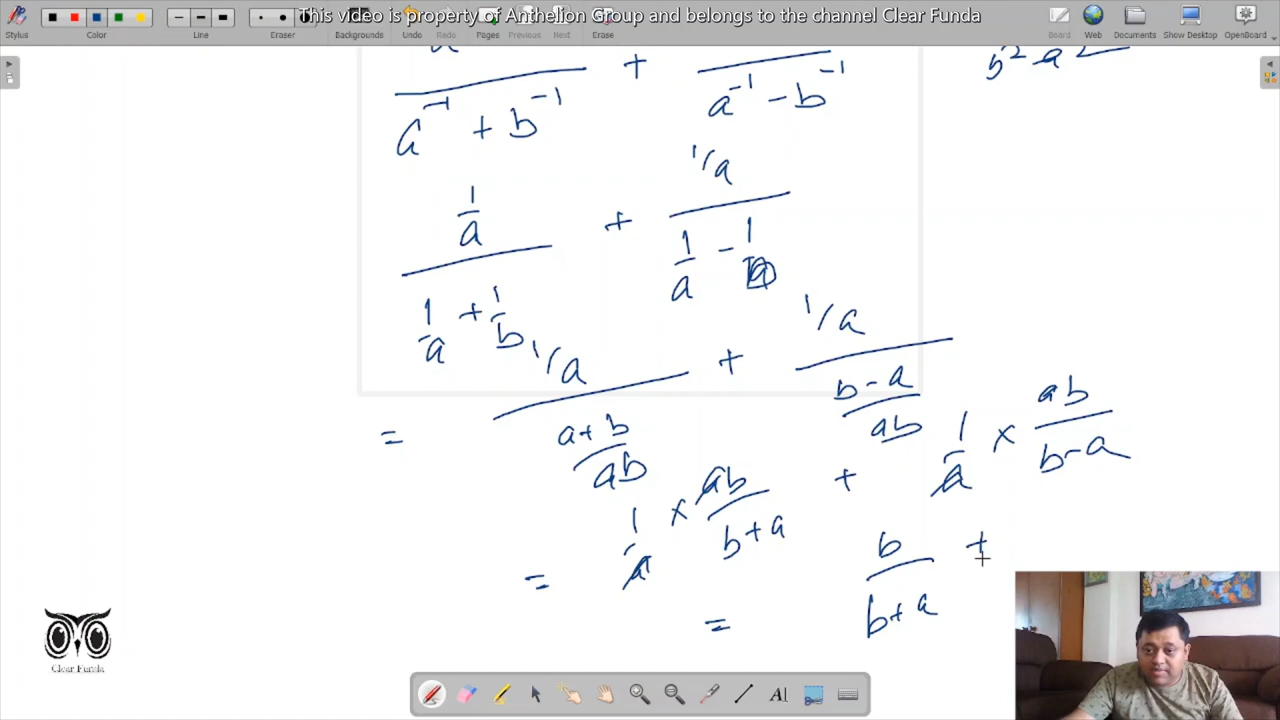 This video is property of Anthelion Group and belongs to the channel Clear Funda
Stylus Color Line Eraser Backgrounds Undo Redo Pages Previous Next Erase Board Web Documents Show Desktop OpenBoard
b² - a²
a⁻¹ + b⁻¹ + a⁻¹ - b⁻¹
1/a
1/a + 1/a - 1/b
1/a + 1/b
1/a + 1/a
= a+b/ab b-a/ab
= 1/a × ab/b+a + 1/a × ab/b-a
= b/b+a +
Clear Funda